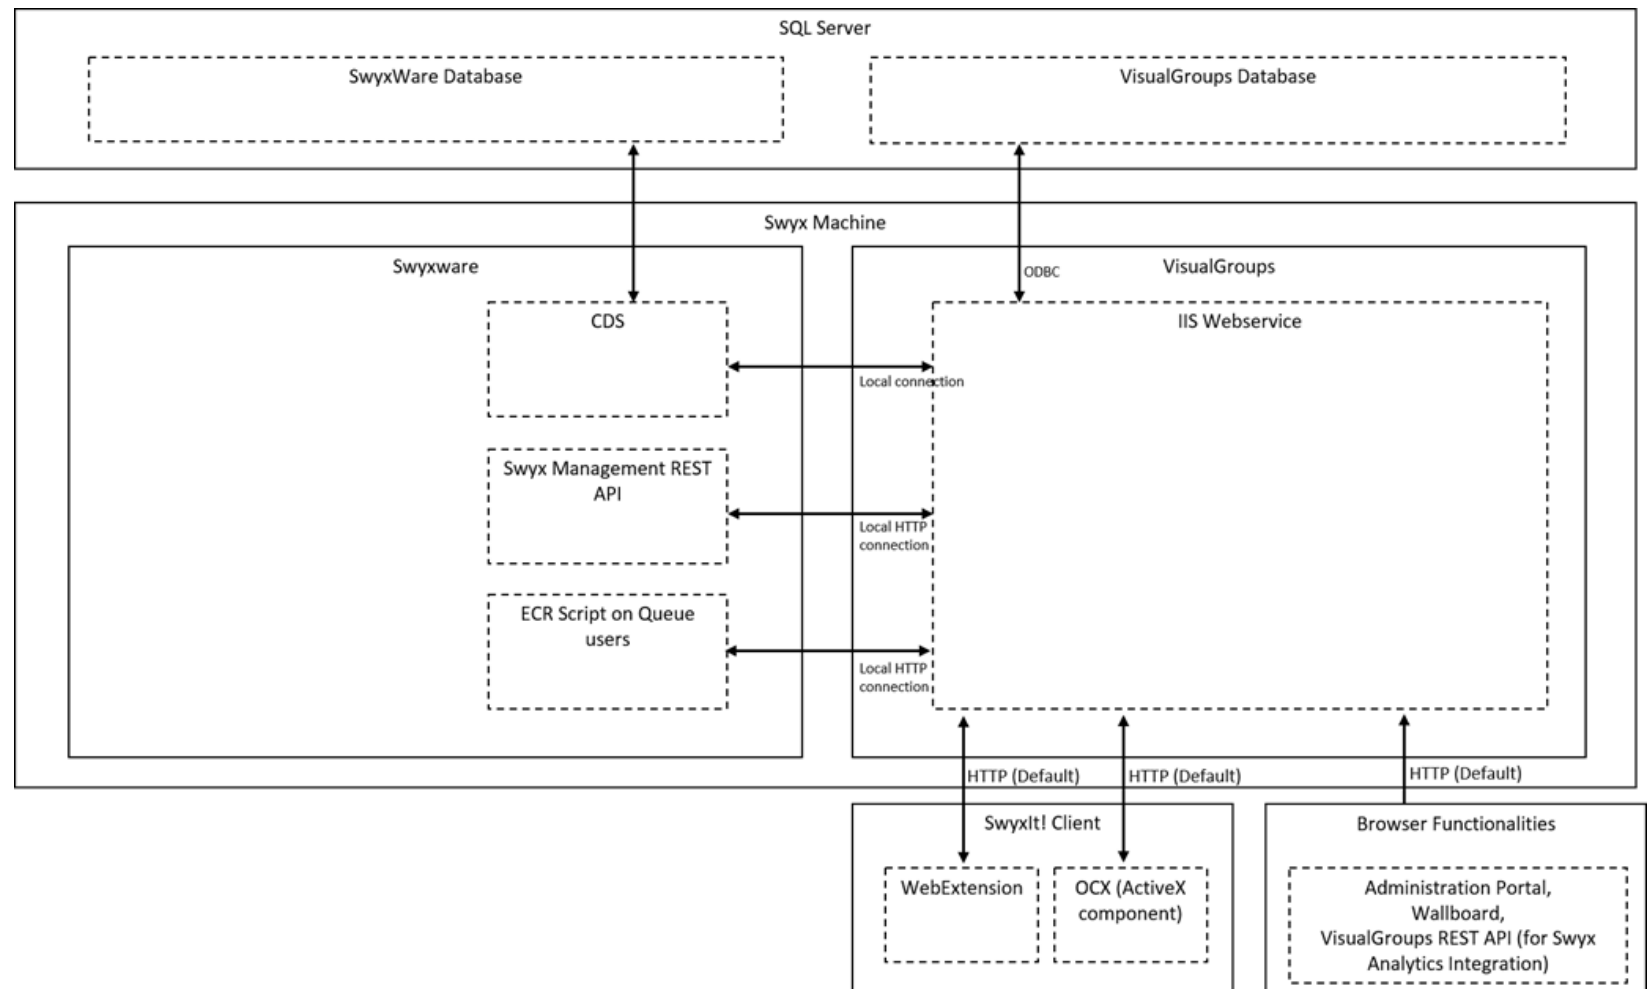 SQL Server
SwyxWare Database
VisualGroups Database
Swyx Machine
Swyxware
VisualGroups
ODBC
CDS
IIS Webservice
Local connection
Swyx Management REST
API
Local HTTP
connection
ECR Script on Queue
users
Local HTTP
connection
HTTP (Default)
HTTP (Default)
HTTP (Default)
SwyxIt! Client
Browser Functionalities
WebExtension
OCX (ActiveX
component)
Administration Portal,
Wallboard,
VisualGroups REST API (for Swyx
Analytics Integration)